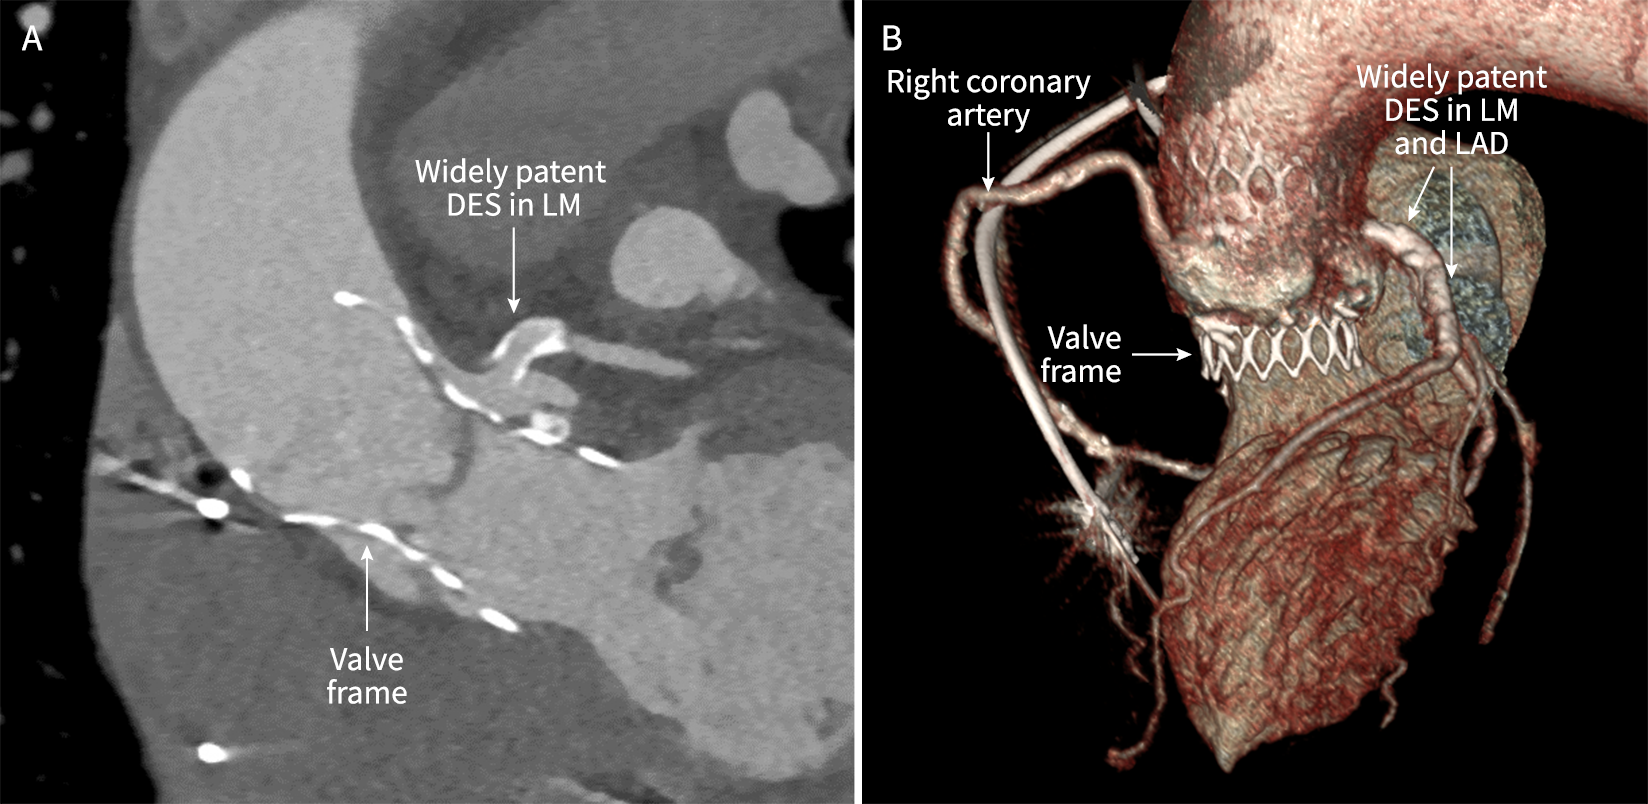 A
Widely patent
DES in LM
Valve
frame
B
Right coronary
artery
Widely patent
DES in LM
and LAD
Valve
frame